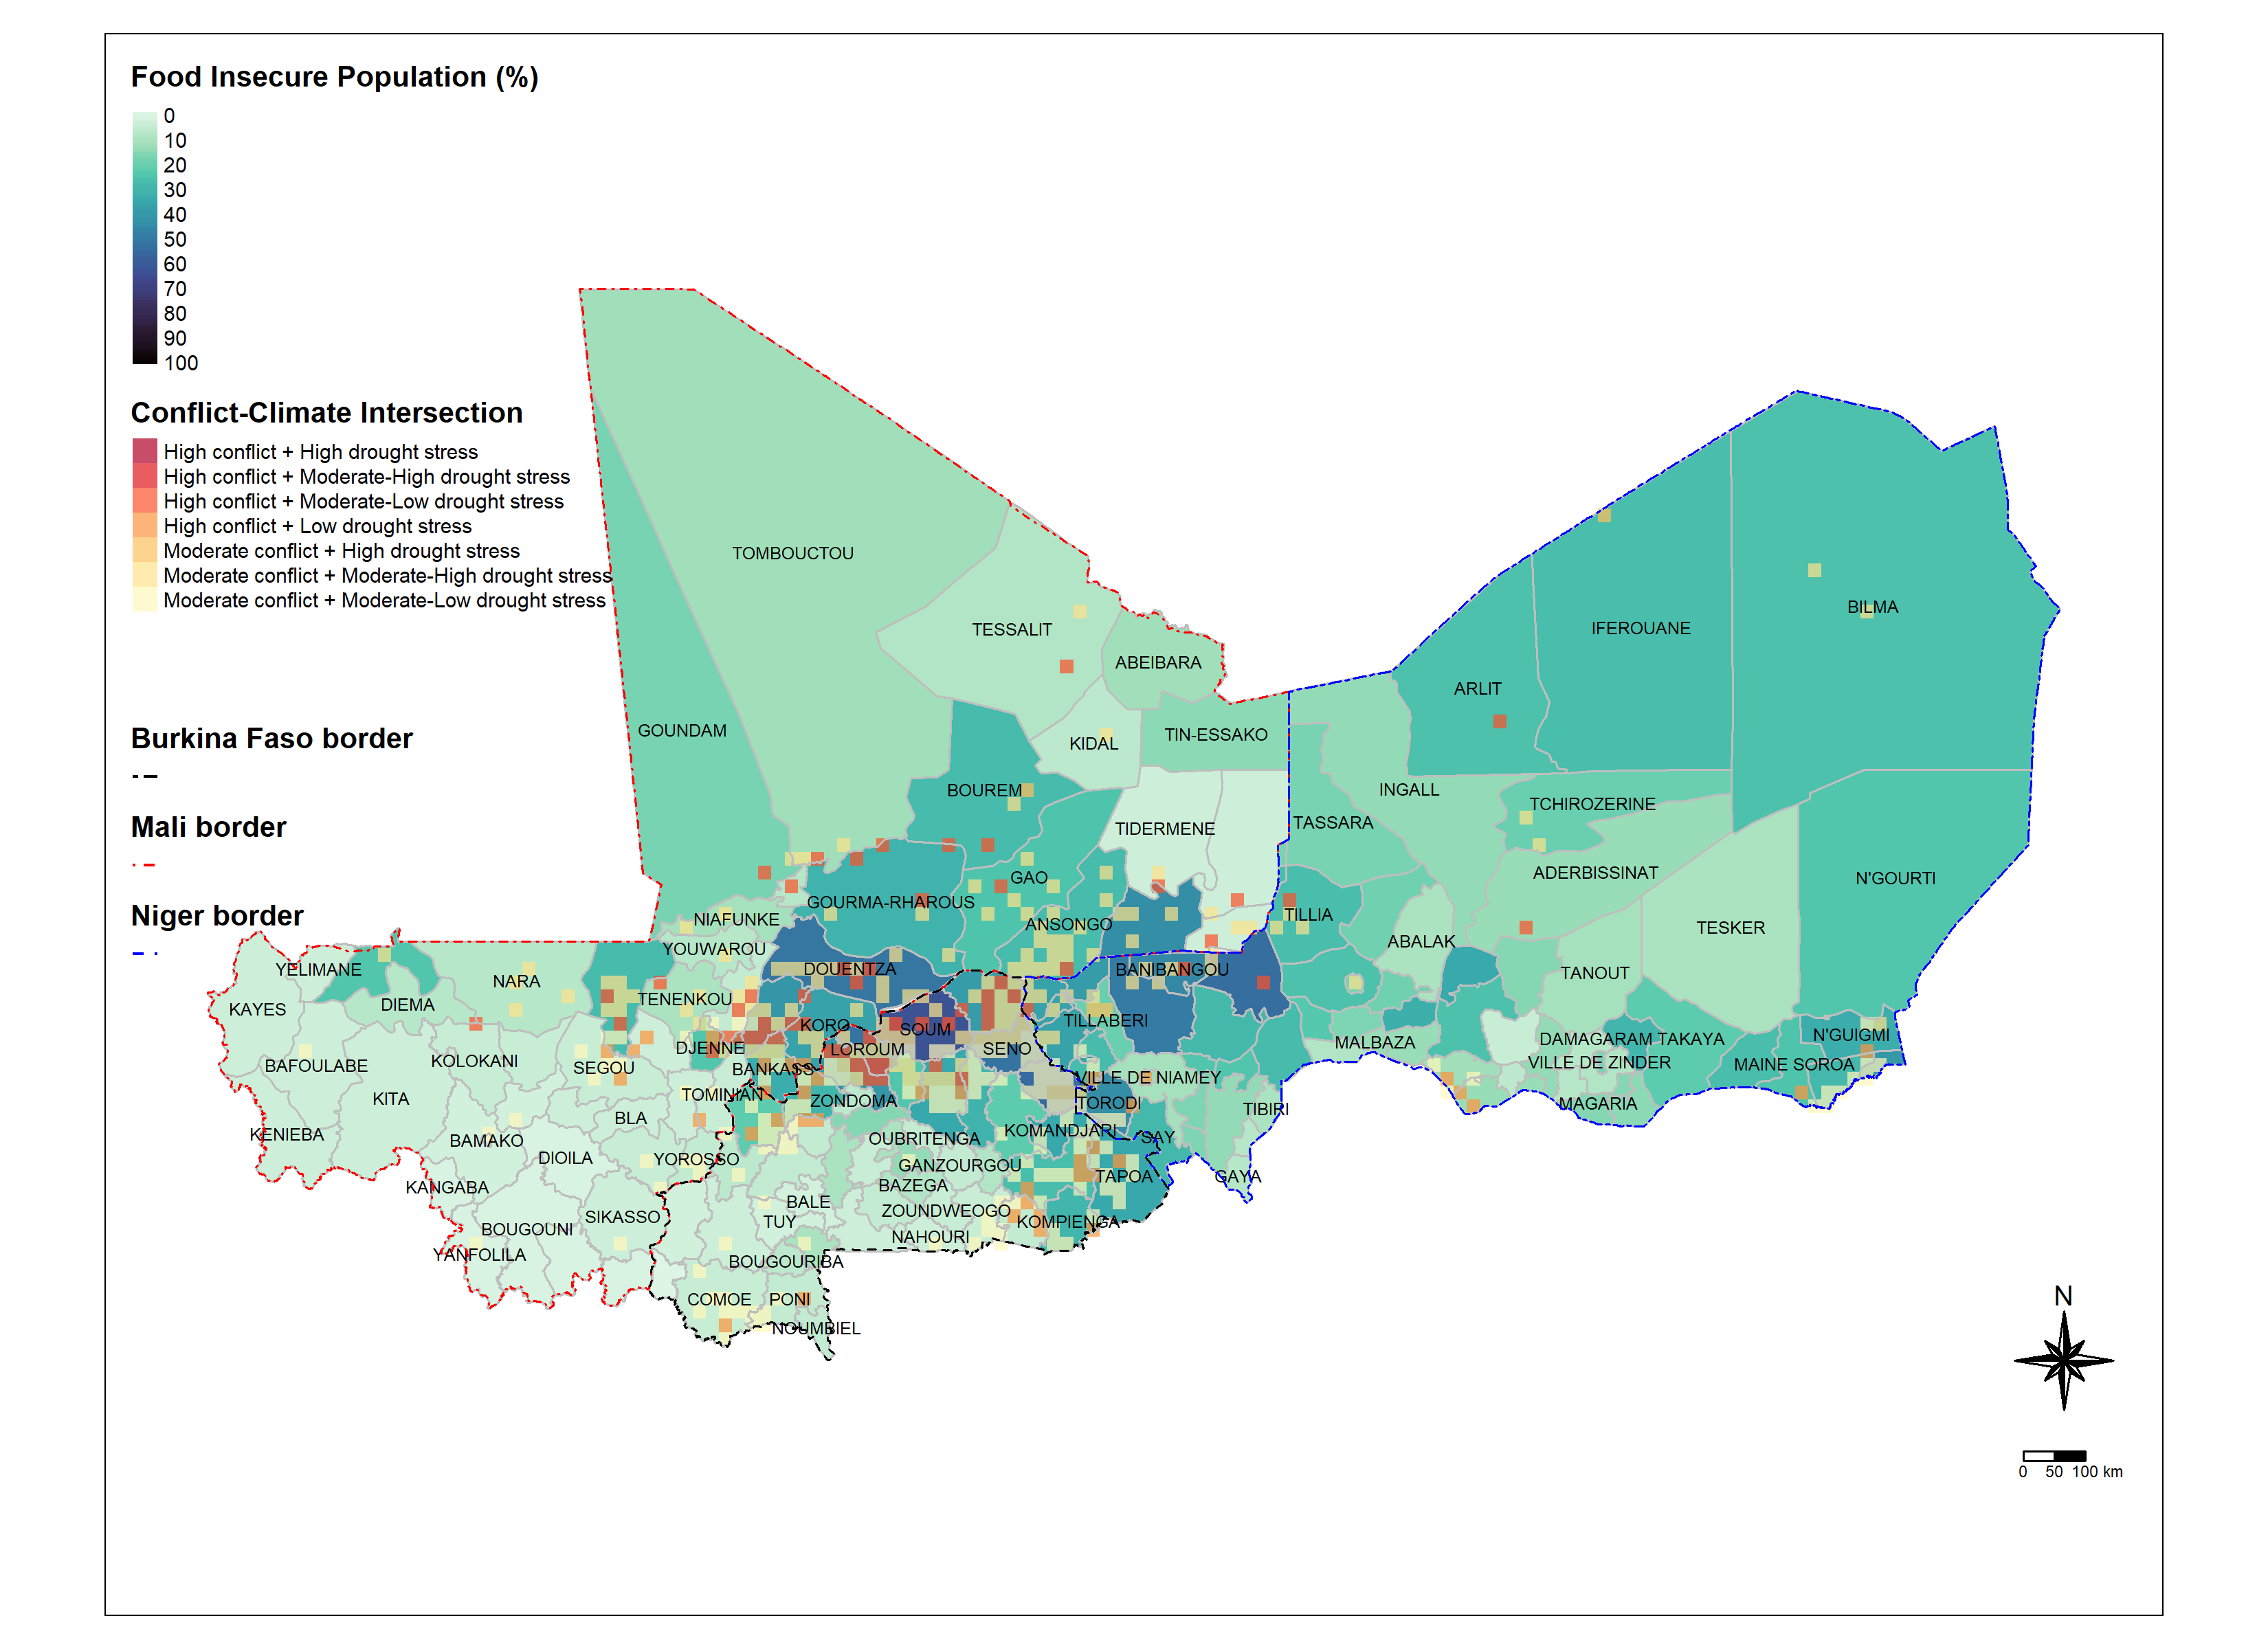 Food Insecure Population (%)
0
10
20
30
40
50
60
70
80
90
100
Conflict-Climate Intersection
High conflict + High drought stress
High conflict + Moderate-High drought stress
High conflict + Moderate-Low drought stress
High conflict + Low drought stress
Moderate conflict + High drought stress
Moderate conflict + Moderate-High drought stress
Moderate conflict + Moderate-Low drought stress
Burkina Faso border
Mali border
Niger border
TOMBOUCTOU
TESSALIT
ABEIBARA
BILMA
IFEROUANE
ARLIT
GOUNDAM
TIN-ESSAKO
KIDAL
BOUREM
INGALL
TCHIROZERINE
TASSARA
TIDERMENE
ADERBISSINAT
GAO
N'GOURTI
GOURMA-RHAROUS
TILLIA
NIAFUNKE
ANSONGO
TESKER
ABALAK
YOUWAROU
YELIMANE
DOUENTZA
BANIBANGOU
TANOUT
NARA
TENENKOU
DIEMA
KAYES
TILLABERI
KORO
SOUM
N'GUIGMI
DAMAGARAM TAKAYA
MALBAZA
DJENNE
LOROUM
SENO
KOLOKANI
VILLE DE ZINDER
MAINE SOROA
BAFOULABE
SEGOU
BANKASS
VILLE DE NIAMEY
TOMINIAN
KITA
ZONDOMA
TORODI
MAGARIA
TIBIRI
BLA
KENIEBA
KOMANDJARI
BAMAKO
OUBRITENGA
SAY
DIOILA
YOROSSO
GANZOURGOU
TAPOA
GAYA
KANGABA
BAZEGA
BALE
ZOUNDWEOGO
SIKASSO
TUY
KOMPIENGA
BOUGOUNI
NAHOURI
YANFOLILA
BOUGOURIBA
COMOE
PONI
NOUMBIEL
N
0 50 100 km